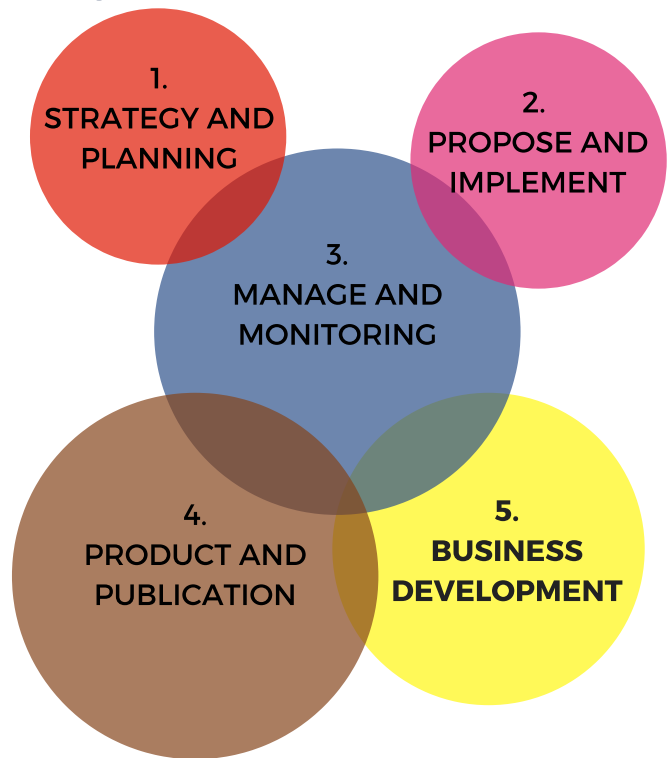 1.
STRATEGY AND
PLANNING
2.
PROPOSE AND
IMPLEMENT
3.
MANAGE AND
MONITORING
4.
PRODUCT AND
PUBLICATION
5.
BUSINESS
DEVELOPMENT